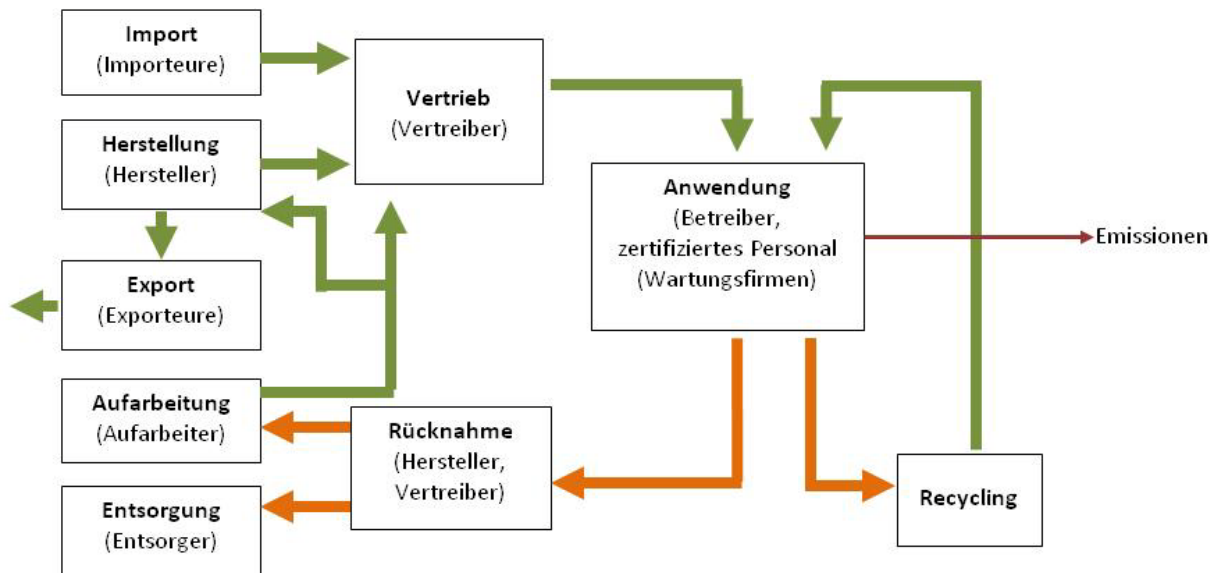 Import
(Importeure)
Vertrieb
(Vertreiber)
Herstellung
(Hersteller)
Anwendung
(Betreiber,
zertifiziertes Personal
(Wartungsfirmen)
Emissionen
Export
(Exporteure)
Aufarbeitung
(Aufarbeiter)
Rücknahme
(Hersteller,
Vertreiber)
Recycling
Entsorgung
(Entsorger)